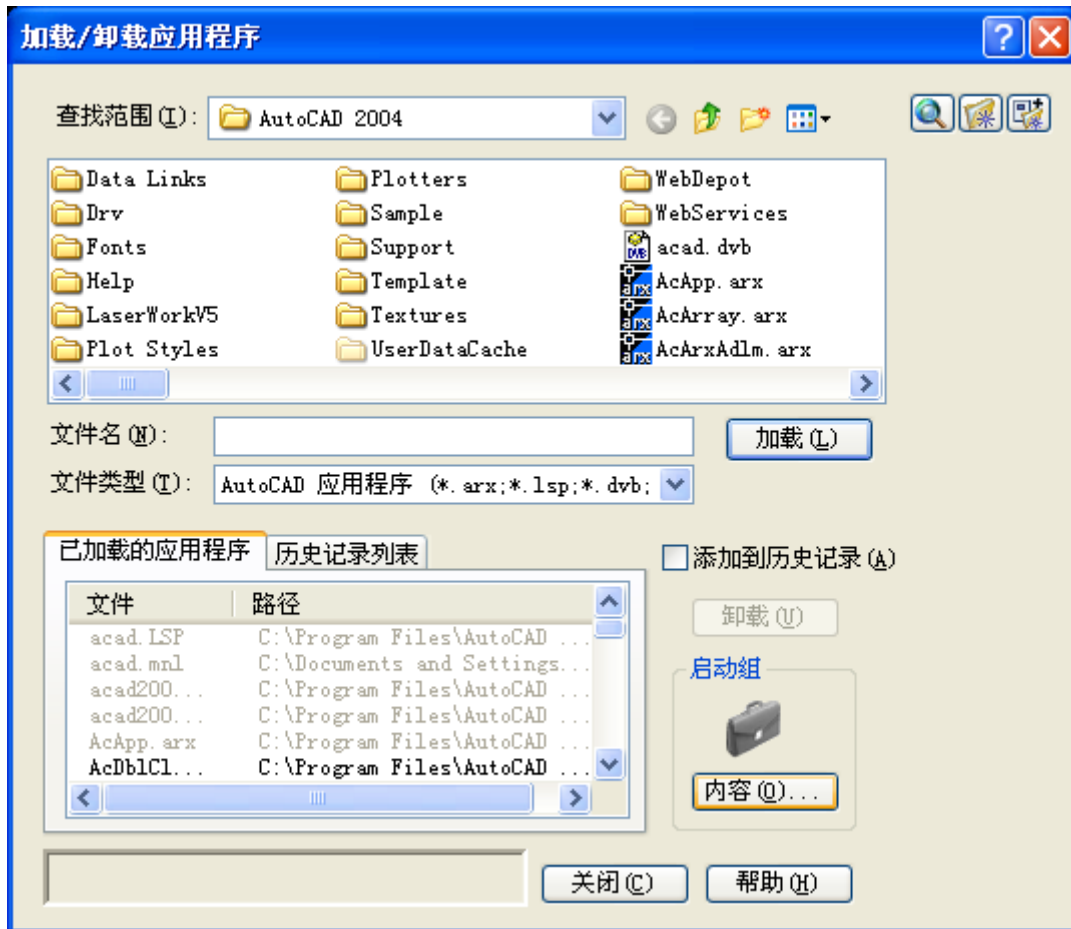 加载/卸载应用程序
查找范围(I): AutoCAD 2004
Data Links Plotters WebDepot
Drv Sample WebServices
Fonts Support acad.dvb
Help Template AcApp.arx
LaserWorkV5 Textures AcArray.arx
Plot Styles UserDataCache AcArxAdlm.arx
文件名(N): 加载(L)
文件类型(T): AutoCAD 应用程序 (*.arx;*.lsp;*.dvb;
已加载的应用程序 历史记录列表 添加到历史记录(A)
文件 路径
acad.LSP C:\Program Files\AutoCAD ...
acad.mnl C:\Documents and Settings...
acad200... C:\Program Files\AutoCAD ...
acad200... C:\Program Files\AutoCAD ...
AcApp.arx C:\Program Files\AutoCAD ...
AcDblCl... C:\Program Files\AutoCAD ...
卸载(U)
启动组
内容(O)...
关闭(C) 帮助(H)